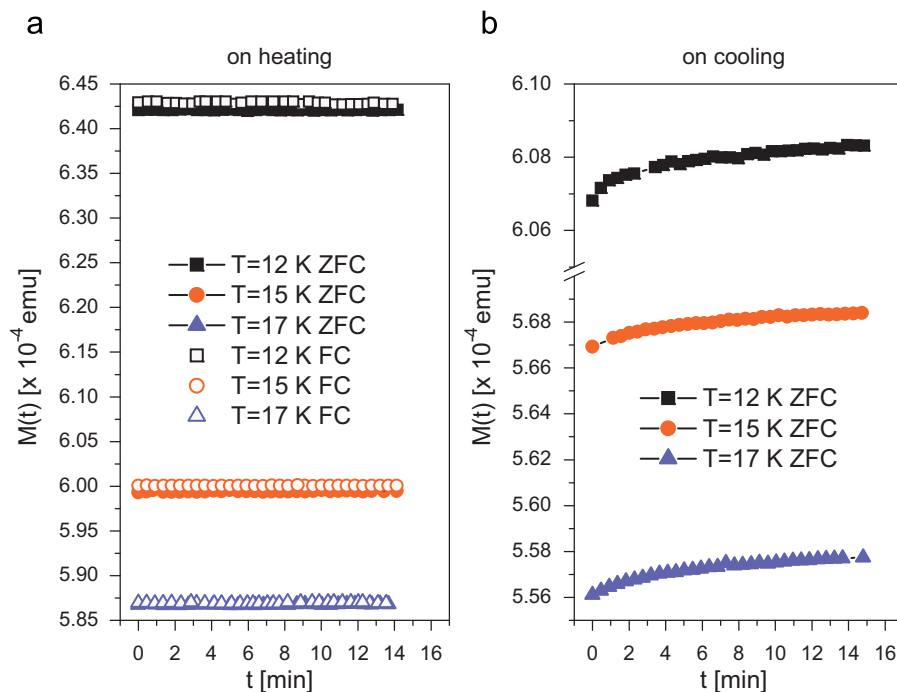 a
on heating
M(t) [x 10⁻⁴ emu]
6.45
6.40
6.35
6.30
6.25
6.20
6.15
6.10
6.05
6.00
5.95
5.90
5.85
T=12 K ZFC
T=15 K ZFC
T=17 K ZFC
T=12 K FC
T=15 K FC
T=17 K FC
0 2 4 6 8 10 12 14 16
t [min]
b
on cooling
M(t) [x 10⁻⁴ emu]
6.10
6.08
6.06
5.68
5.66
5.64
5.62
5.60
5.58
5.56
T=12 K ZFC
T=15 K ZFC
T=17 K ZFC
0 2 4 6 8 10 12 14 16
t [min]